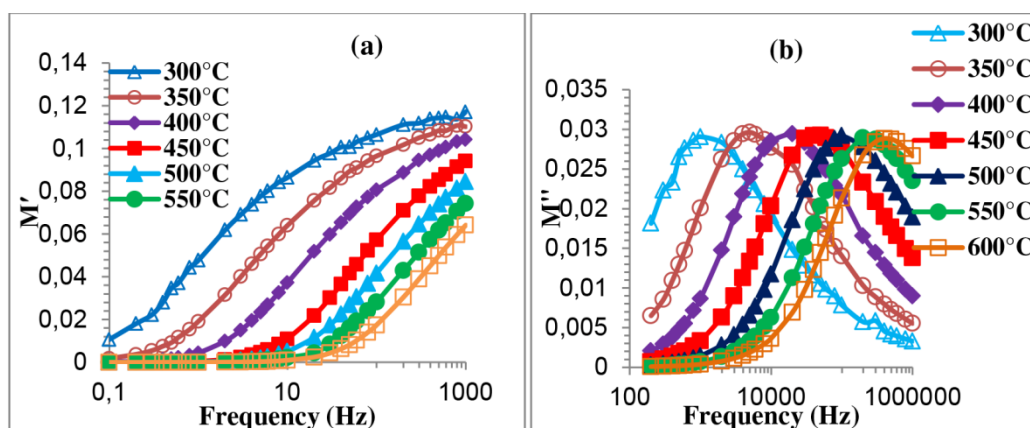 (a)
0,14
0,12
0,1
0,08
0,06
0,04
0,02
0
M′
300°C
350°C
400°C
450°C
500°C
550°C
0,1
10
1000
Frequency (Hz)
(b)
0,035
0,03
0,025
0,02
0,015
0,01
0,005
0
M''
300°C
350°C
400°C
450°C
500°C
550°C
600°C
100
10000
10000000
Frequency (Hz)